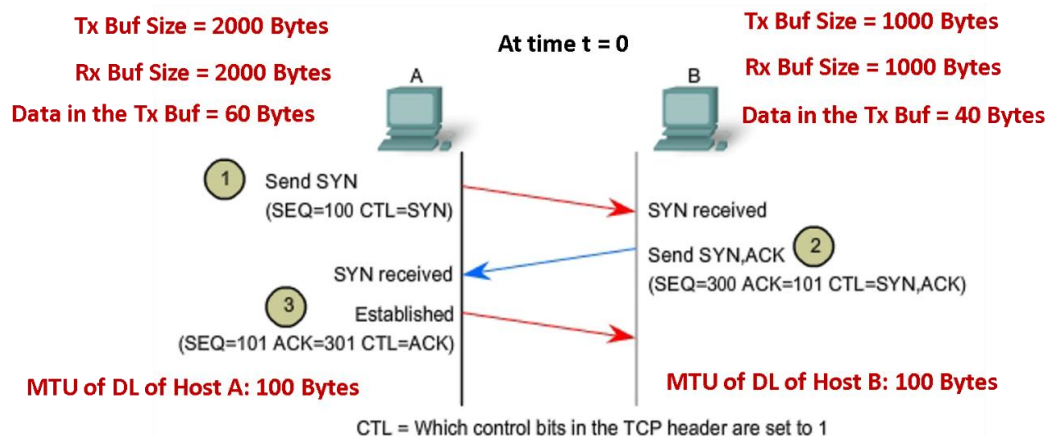 Tx Buf Size = 2000 Bytes
Rx Buf Size = 2000 Bytes
Data in the Tx Buf = 60 Bytes
At time t = 0
Tx Buf Size = 1000 Bytes
Rx Buf Size = 1000 Bytes
Data in the Tx Buf = 40 Bytes
A
B
1
Send SYN
(SEQ=100 CTL=SYN)
SYN received
Send SYN,ACK
2
(SEQ=300 ACK=101 CTL=SYN,ACK)
SYN received
3
Established
(SEQ=101 ACK=301 CTL=ACK)
MTU of DL of Host A: 100 Bytes
MTU of DL of Host B: 100 Bytes
CTL = Which control bits in the TCP header are set to 1